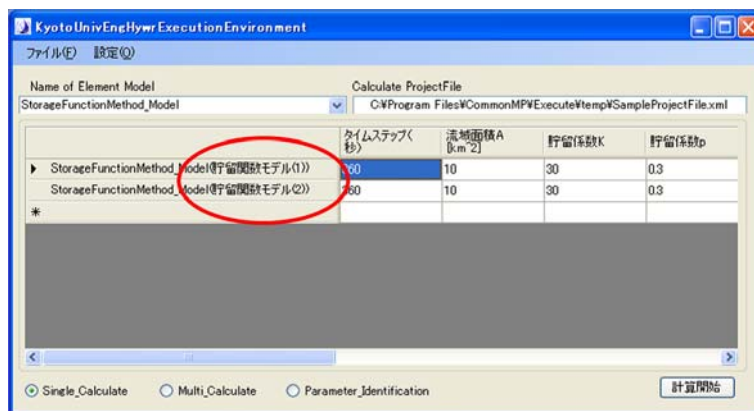 KyotoUnivEngHywrExecutionEnvironment
ファイル(F) 設定(O)
Name of Element Model
Calculate ProjectFile
StorageFunctionMethod_Model
C:¥Program Files¥CommonMP¥Execute¥temp¥SampleProjectFile.xml
タイムステップ(秒) 流域面積A [km^2] 貯留係数K 貯留係数p
StorageFunctionMethod_Model(貯留関数モデル(1)) 360 10 30 0.3
StorageFunctionMethod_Model(貯留関数モデル(2)) 360 10 30 0.3
*
Single_Calculate Multi_Calculate Parameter_Identification 計算開始